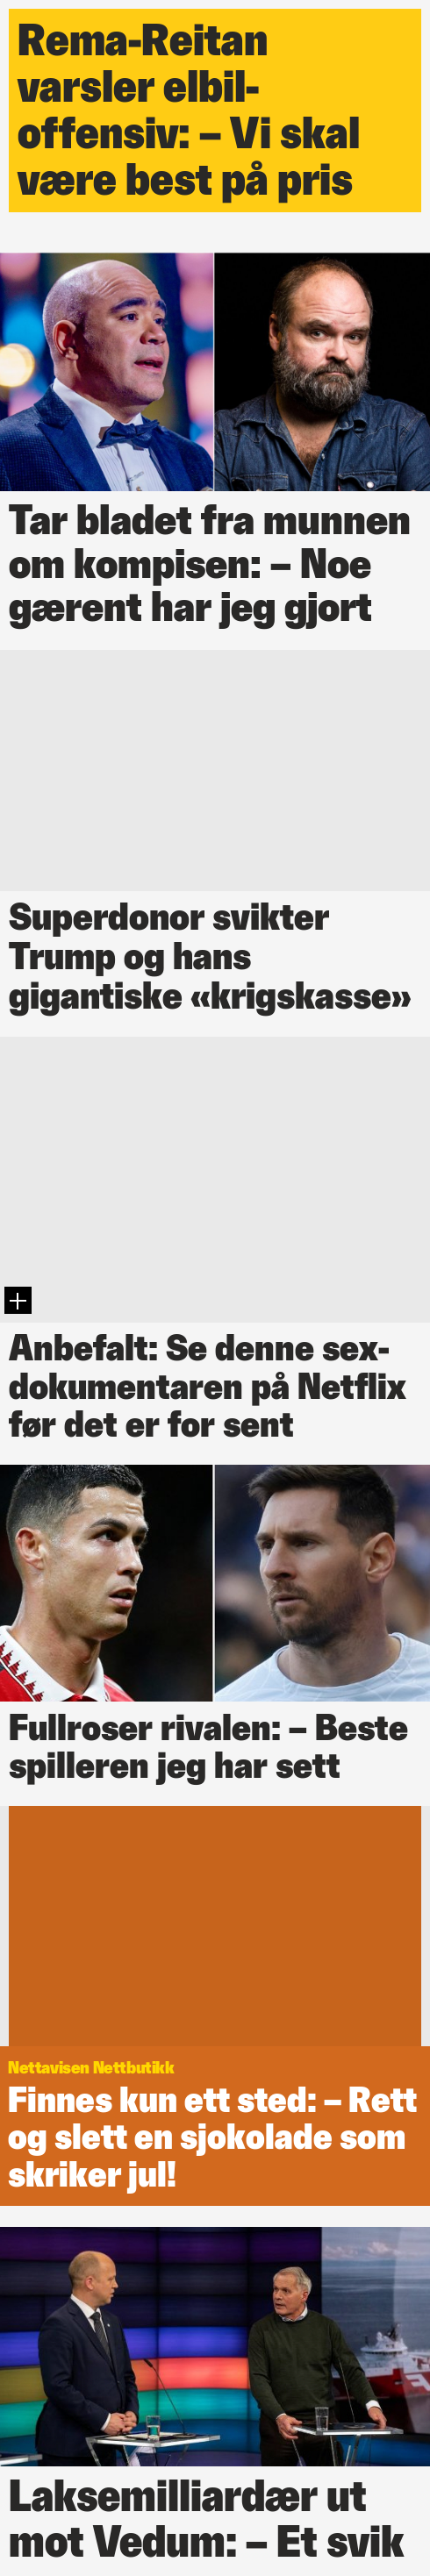 Rema-Reitan
varsler elbil-
offensiv: – Vi skal
være best på pris
Tar bladet fra munnen
om kompisen: – Noe
gærent har jeg gjort
Superdonor svikter
Trump og hans
gigantiske «krigskasse»
Anbefalt: Se denne sex-
dokumentaren på Netflix
før det er for sent
Fullroser rivalen: – Beste
spilleren jeg har sett
Nettavisen Nettbutikk
Finnes kun ett sted: – Rett
og slett en sjokolade som
skriker jul!
Laksemilliardær ut
mot Vedum: – Et svik